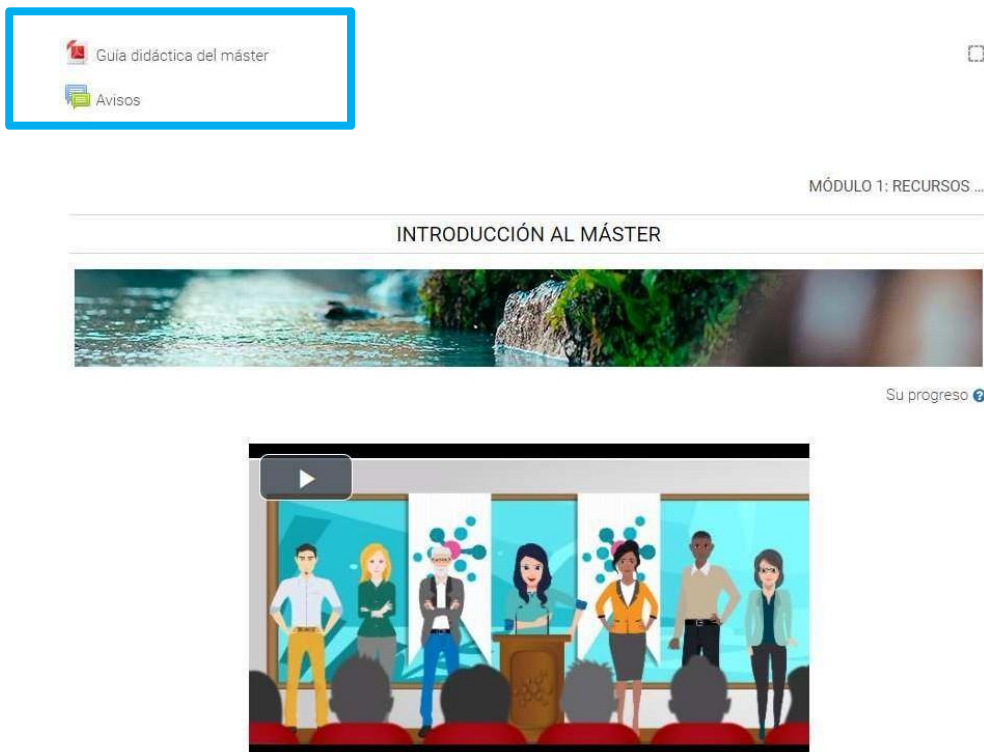 Guía didáctica del máster
Avisos
MÓDULO 1: RECURSOS ...
INTRODUCCIÓN AL MÁSTER
Su progreso